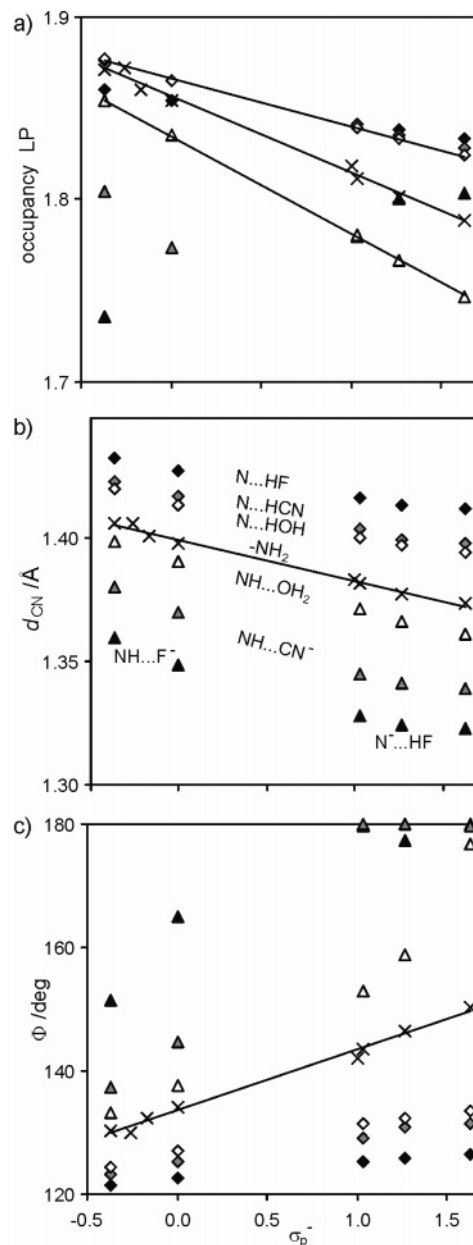 a)
1.9
1.8
1.7
occupancy LP
b)
1.40
1.35
1.30
d_CN /Å
N...HF
N...HCN
N...HOH
-NH₂
NH...OH₂
NH...CN⁻
NH...F⁻
N⁻...HF
c)
180
160
140
120
Φ /deg
-0.5 0.0 0.5 1.0 1.5
σₚ⁻